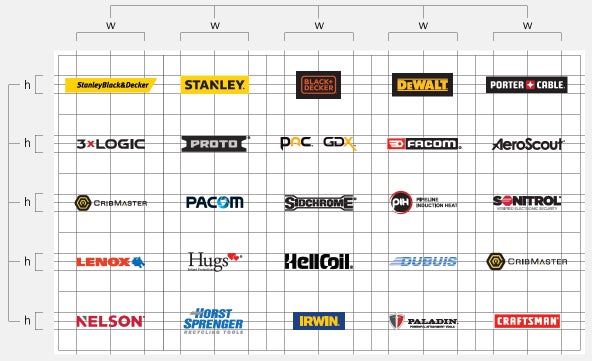 w
w w w w w
h StanleyBlack&Decker STANLEY. BLACK+ DECKER DEWALT PORTER CABLE
h 3xLOGIC PROTO PAC GDX FACOM AeroScout
h CRIBMASTER PACOM SIDCHROME PIH PIPELINE INDUCTION HEAT SONITROL VERIFIED ELECTRONIC SECURITY
h LENOX Hugs HeliCoil DUBUIS CRIBMASTER
h NELSON HORST SPRENGER RECYCLING TOOLS IRWIN. PALADIN CRAFTSMAN